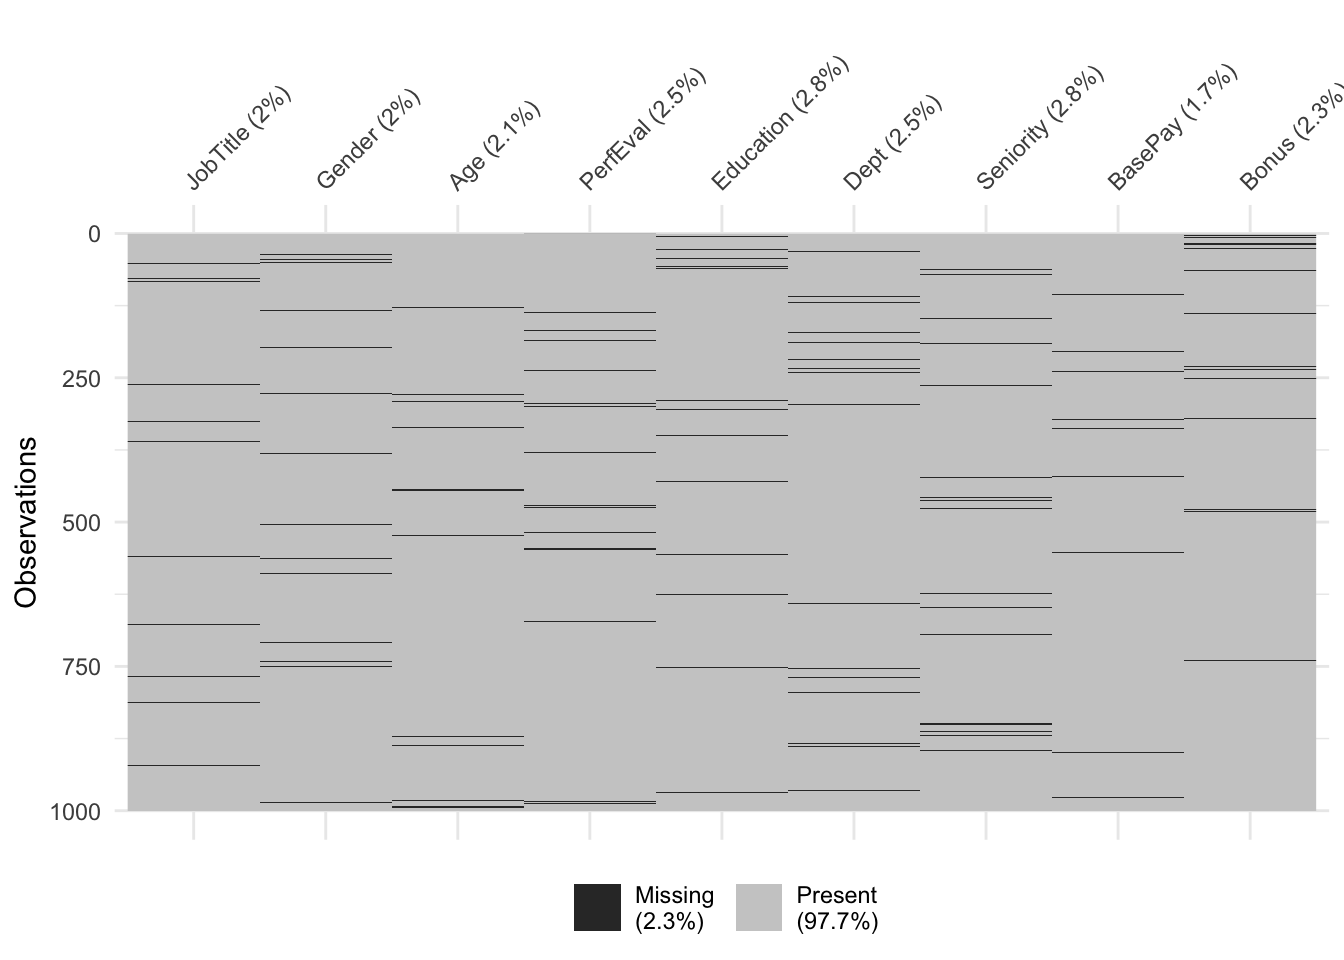 JobTitle (2%)
Gender (2%)
Age (2.1%)
PerfEval (2.5%)
Education (2.8%)
Dept (2.5%)
Seniority (2.8%)
BasePay (1.7%)
Bonus (2.3%)
0
250
500
750
1000
Observations
Missing
(2.3%)
Present
(97.7%)